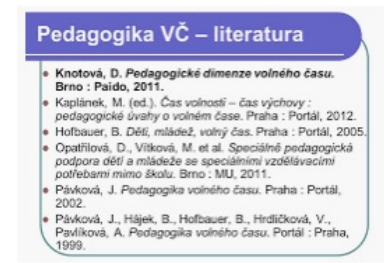 Pedagogika VČ – literatura
Knotová, D. Pedagogické dimenze volného času.
Brno : Paido, 2011.
Kaplánek, M. (ed.). Čas volnosti – čas výchovy :
pedagogické úvahy o volném čase. Praha : Portál, 2012.
Hofbauer, B. Děti, mládež, volný čas. Praha : Portál, 2005.
Opatřilová, D., Vítková, M. et al. Speciálně pedagogická
podpora dětí a mládeže se speciálními vzdělávacími
potřebami mimo školu. Brno : MU, 2011.
Pávková, J. Pedagogika volného času. Praha : Portál,
2002.
Pávková, J., Hájek, B., Hofbauer, B., Hrdličková, V.,
Pavlíková, A. Pedagogika volného času. Portál : Praha,
1999.